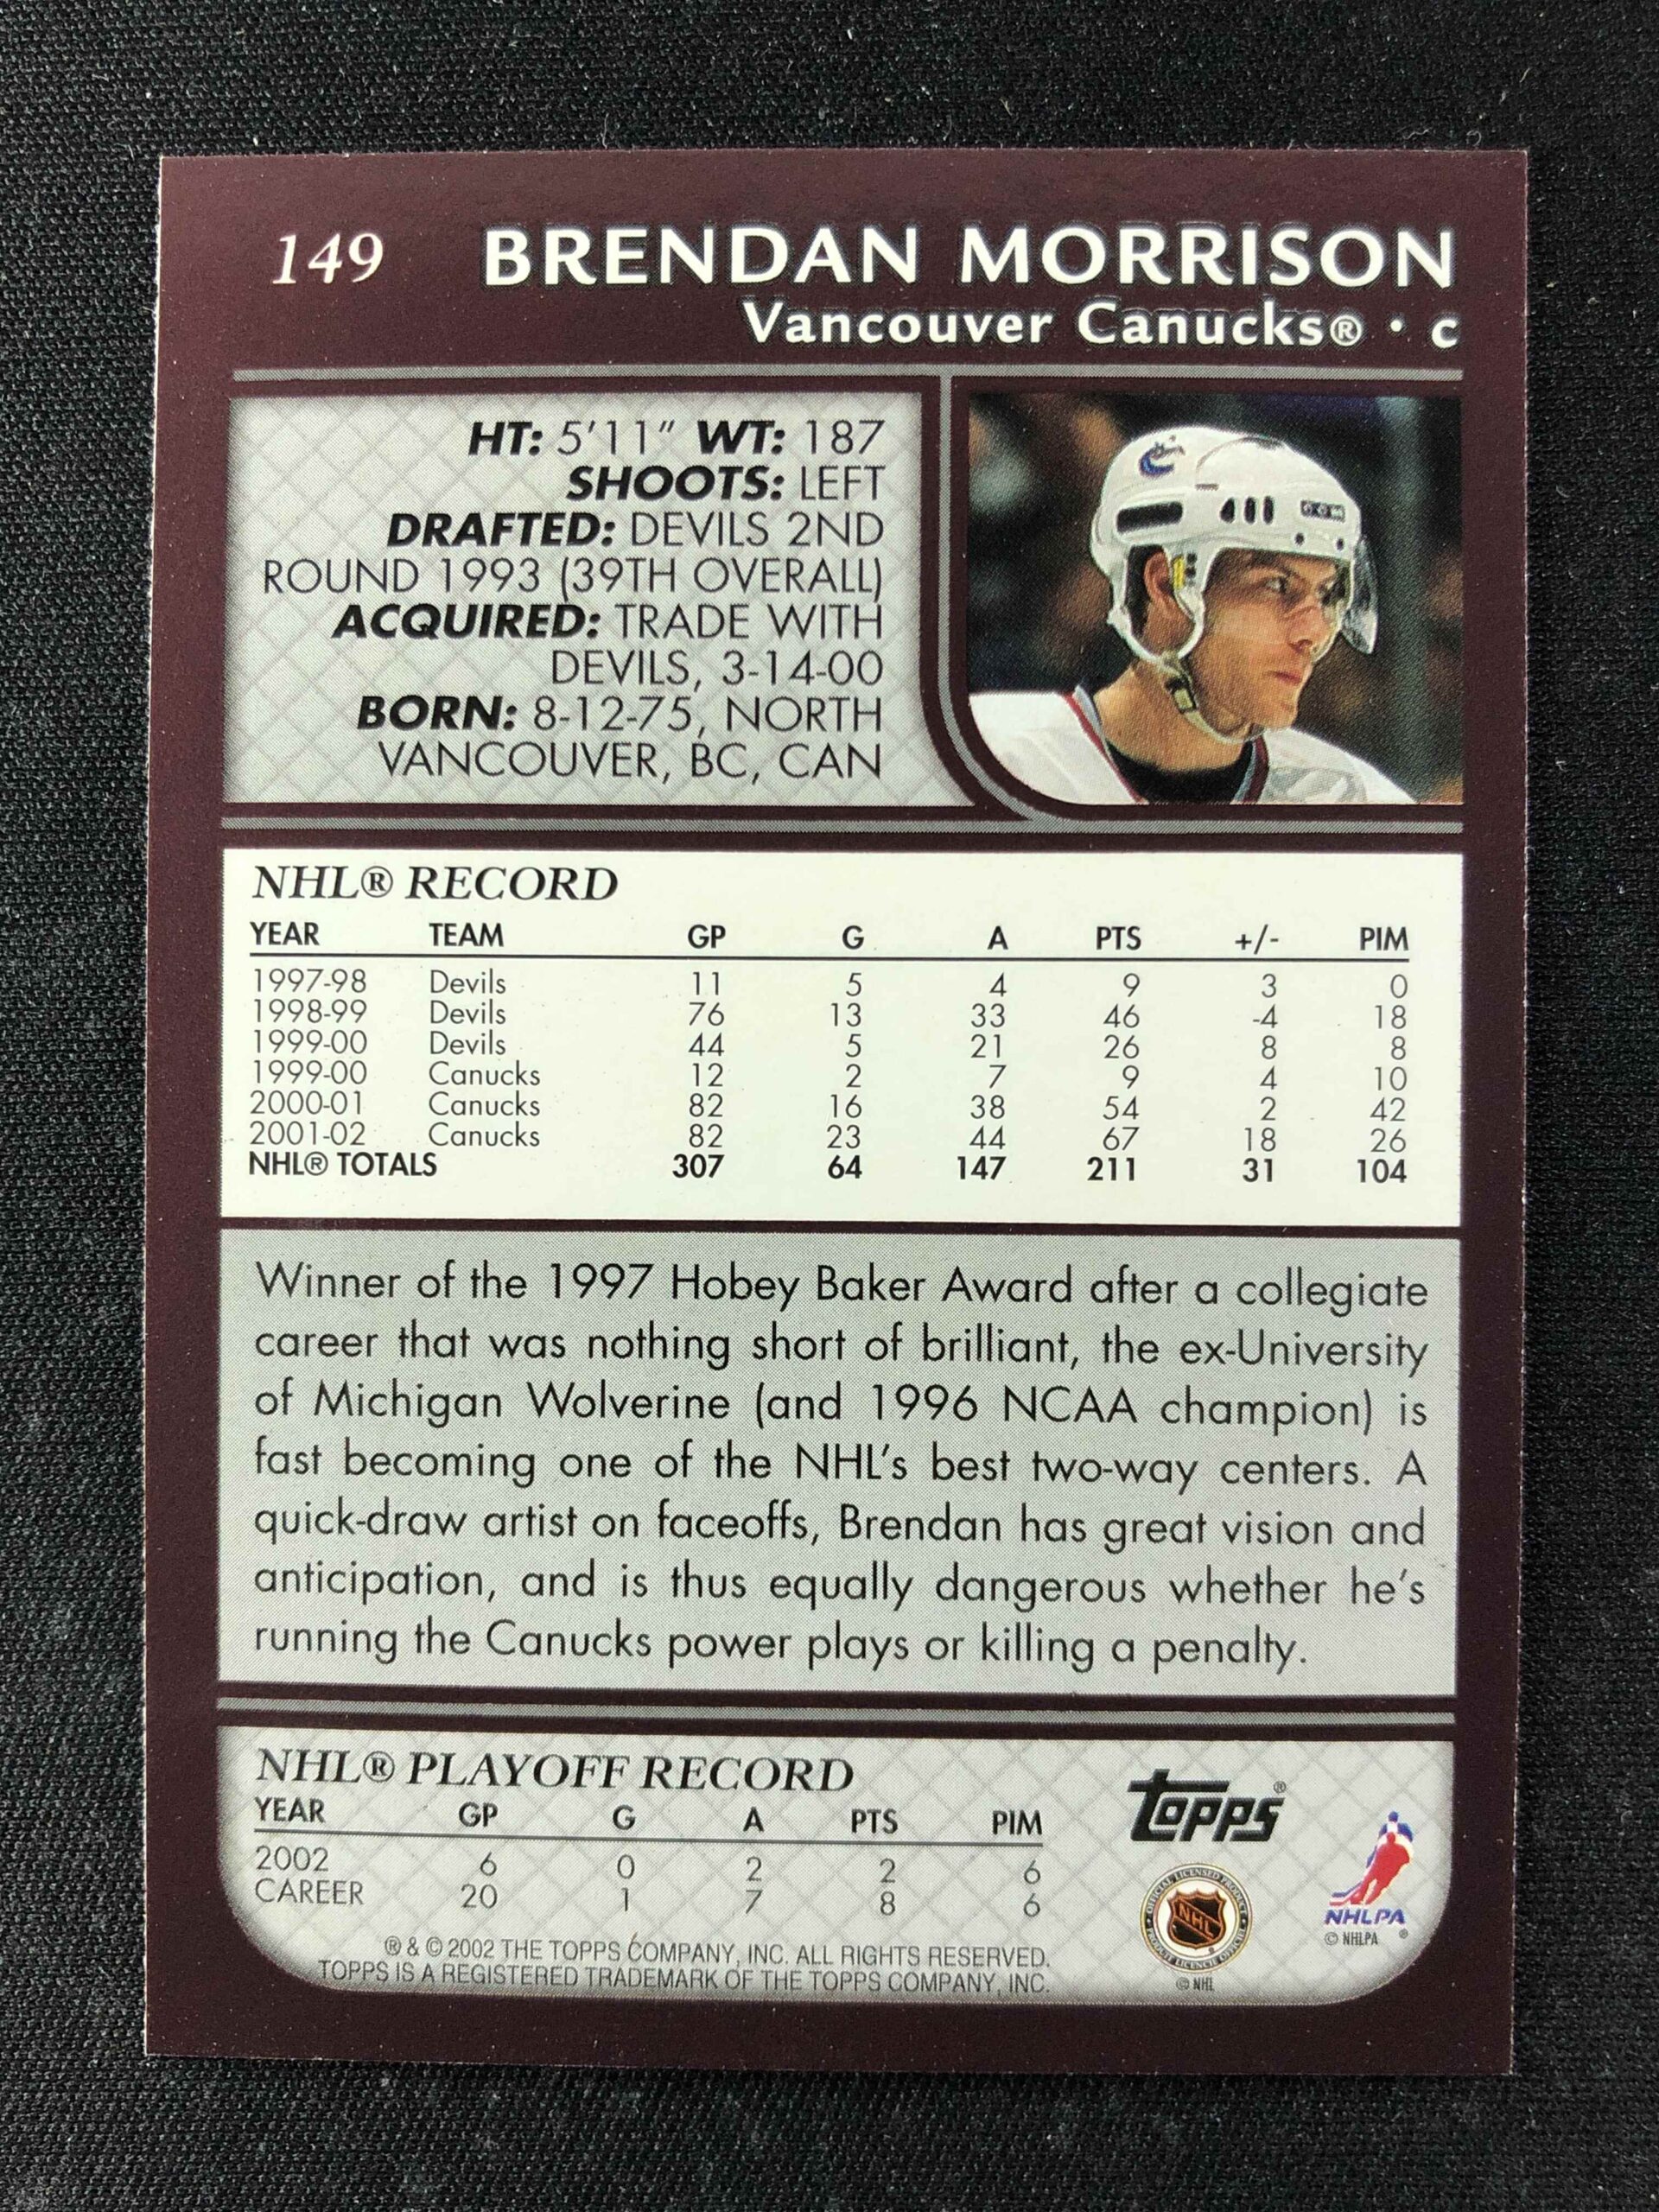 149 BRENDAN MORRISON
Vancouver Canucks® • C
HT: 5'11" WT: 187
SHOOTS: LEFT
DRAFTED: DEVILS 2ND
ROUND 1993 (39TH OVERALL)
ACQUIRED: TRADE WITH
DEVILS, 3-14-00
BORN: 8-12-75, NORTH
VANCOUVER, BC, CAN
NHL® RECORD
YEAR TEAM GP G A PTS +/- PIM
1997-98 Devils 11 5 4 9 3 0
1998-99 Devils 76 13 33 46 -4 18
1999-00 Devils 44 5 21 26 8 8
1999-00 Canucks 12 2 7 9 4 10
2000-01 Canucks 82 16 38 54 2 42
2001-02 Canucks 82 23 44 67 18 26
NHL® TOTALS 307 64 147 211 31 104
Winner of the 1997 Hobey Baker Award after a collegiate
career that was nothing short of brilliant, the ex-University
of Michigan Wolverine (and 1996 NCAA champion) is
fast becoming one of the NHL's best two-way centers. A
quick-draw artist on faceoffs, Brendan has great vision and
anticipation, and is thus equally dangerous whether he's
running the Canucks power plays or killing a penalty.
NHL® PLAYOFF RECORD
YEAR GP G A PTS PIM
2002 6 0 2 2 6
CAREER 20 1 7 8 6
® & © 2002 THE TOPPS COMPANY, INC. ALL RIGHTS RESERVED.
TOPPS IS A REGISTERED TRADEMARK OF THE TOPPS COMPANY, INC.
Topps®
OFFICIAL LICENSED PRODUCT
NHL
© NHL
NHLPA ®
© NHLPA